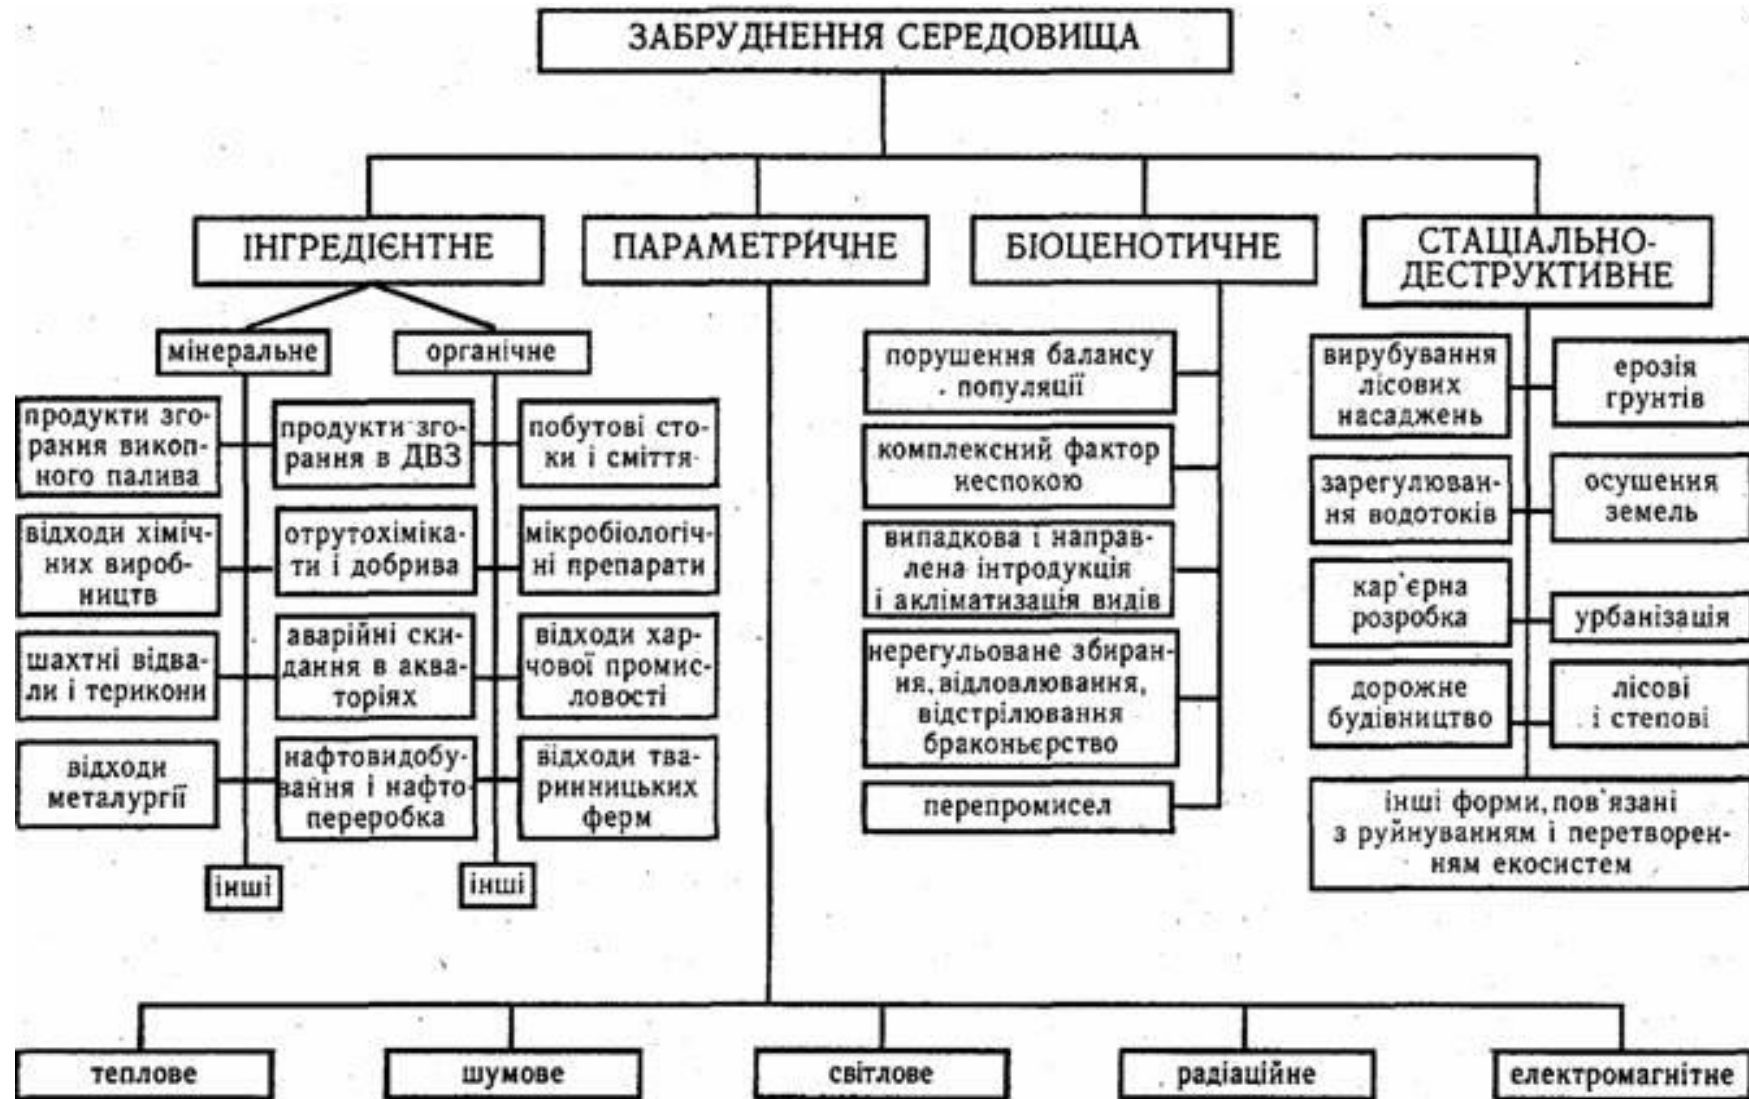 ЗАБРУДНЕННЯ СЕРЕДОВИЩА
ІНГРЕДІЄНТНЕ
ПАРАМЕТРИЧНЕ
БІОЦЕНОТИЧНЕ
СТАЦІАЛЬНО-
ДЕСТРУКТИВНЕ
мінеральне
органічне
продукти зго-
рання викоп-
ного палива
продукти зго-
рання в ДВЗ
побутові сто-
ки і сміття
відходи хіміч-
них вироб-
ництв
отрутохіміка-
ти і добрива
мікробіологіч-
ні препарати
шахтні відва-
ли і терикони
аварійні ски-
дання в аква-
торіях
відходи хар-
чової промис-
ловості
відходи
металургії
нафтовидобу-
вання і нафто-
переробка
відходи тва-
ринницьких
ферм
інші
інші
порушення балансу
популяції
комплексний фактор
неспокою
випадкова і направ-
лена інтродукція
і акліматизація видів
нерегульоване збиран-
ня, відловлювання,
відстрілювання
браконьєрство
перепромисел
вирубування
лісових
насаджень
ерозія
грунтів
зарегулюван-
ня водотоків
осушення
земель
кар'єрна
розробка
урбанізація
дорожне
будівництво
лісові
і степові
інші форми, пов'язані
з руйнуванням і перетворен-
ням екосистем
теплове
шумове
світлове
радіаційне
електромагнітне